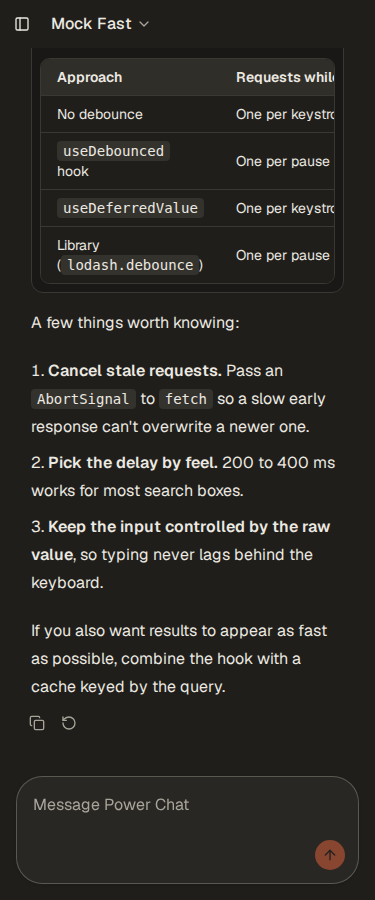 Mock Fast
Approach
Requests while
No debounce
One per
useDebounced
hook
One per pause
useDeferredValue
One per
Library
(lodash.debounce)
One per pause
A few things worth knowing:
1. Cancel stale requests. Pass an
AbortSignal to fetch so a slow early
response can't overwrite a newer one.
2. Pick the delay by feel. 200 to 400 ms
works for most search boxes.
3. Keep the input controlled by the raw
value, so typing never lags behind the
keyboard.
If you also want results to appear as fast
as possible, combine the hook with a
cache keyed by the query.
Message Power Chat